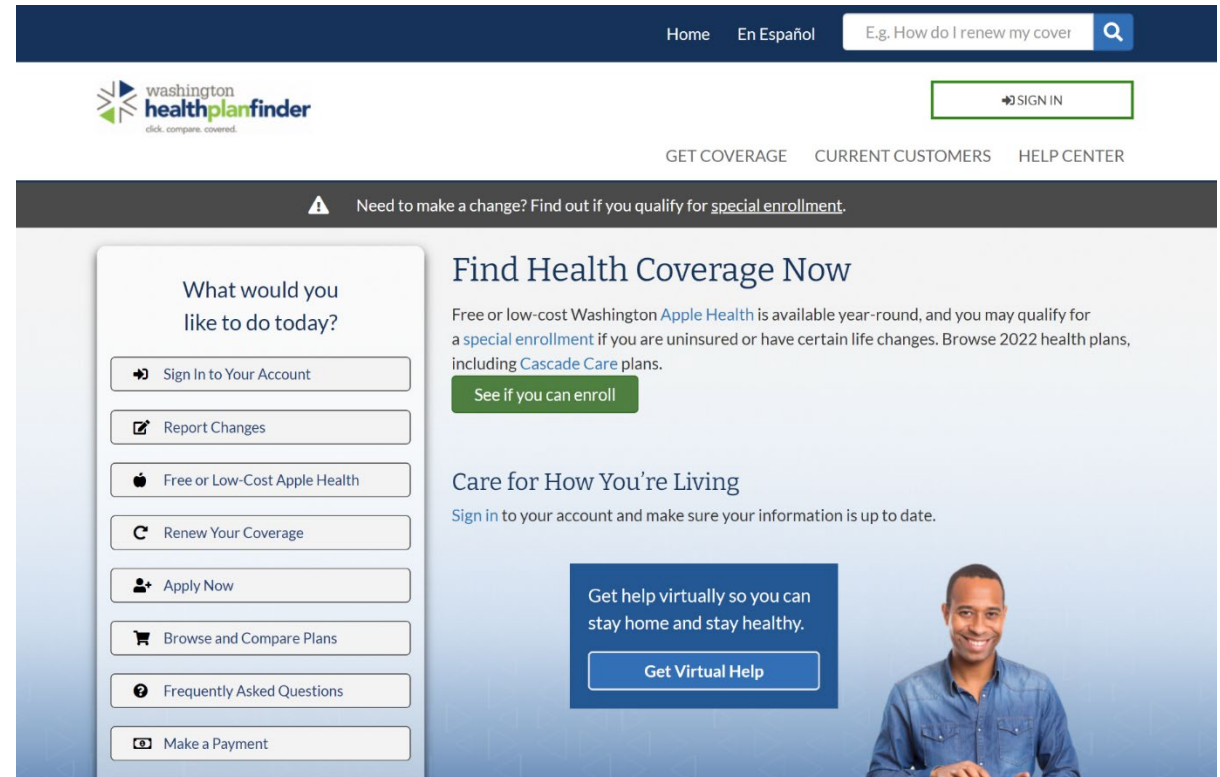 Home En Español E.g. How do I renew my cover
washington
healthplanfinder
click. compare. covered.
SIGN IN
GET COVERAGE CURRENT CUSTOMERS HELP CENTER
Need to make a change? Find out if you qualify for special enrollment.
What would you
like to do today?
Sign In to Your Account
Report Changes
Free or Low-Cost Apple Health
Renew Your Coverage
Apply Now
Browse and Compare Plans
Frequently Asked Questions
Make a Payment
Find Health Coverage Now
Free or low-cost Washington Apple Health is available year-round, and you may qualify for
a special enrollment if you are uninsured or have certain life changes. Browse 2022 health plans,
including Cascade Care plans.
See if you can enroll
Care for How You’re Living
Sign in to your account and make sure your information is up to date.
Get help virtually so you can
stay home and stay healthy.
Get Virtual Help